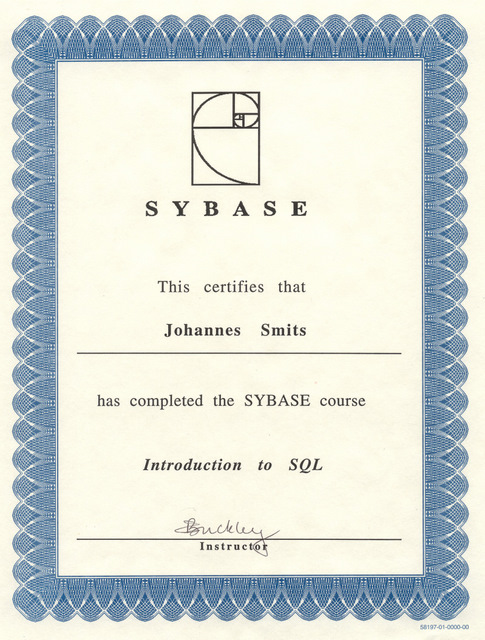 SYBASE
This certifies that
Johannes Smits
has completed the SYBASE course
Introduction to SQL
Buckley
Instructor
58197-01-0000-00